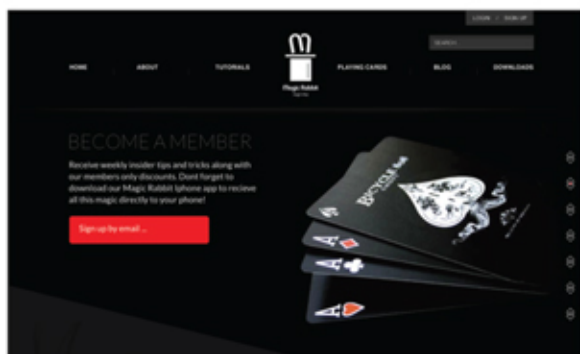 LOGIN / SIGN UP
SEARCH
HOME ABOUT TUTORIALS PLAYING CARDS BLOG DOWNLOADS
Magic Rabbit
BECOME A MEMBER
Receive weekly insider tips and tricks along with
our members only discounts. Dont forget to
download our Magic Rabbit Iphone app to recieve
all this magic directly to your phone!
Sign up by email ...
BICYCLE
A
A
A